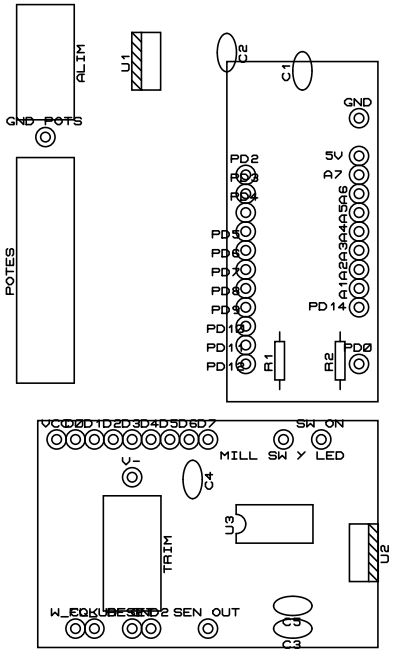 C2
U1
ALIM
C1
GND
GND POTS
PD2
5V
PD3
A7
PD4
A6
A5
PD5
A4
PD6
A3
POTES
PD7
A2
PD8
A1
PD9
PD14
PD10
PD11
R1
R2
PD0
PD12
VCC D0 D1 D2 D3 D4 D5 D6 D7
SW ON
MILL SW Y LED
V-
C4
U3
TRIM
U2
SEN OUT
C5
C3